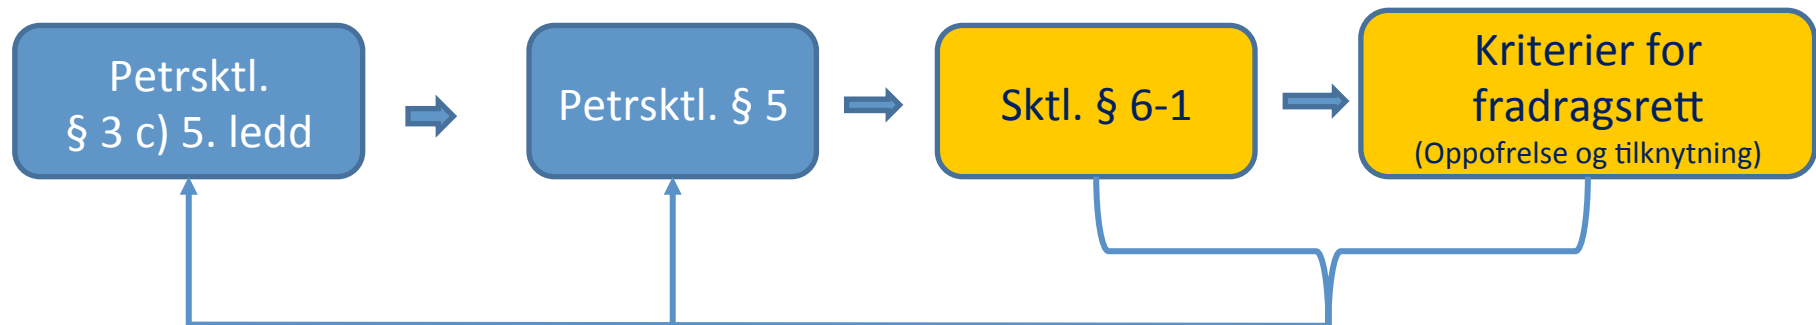 Petrsktl.
§ 3 c) 5. ledd
Petrsktl. § 5
Sktl. § 6-1
Kriterier for
fradragsrett
(Oppofrelse og tilknytning)